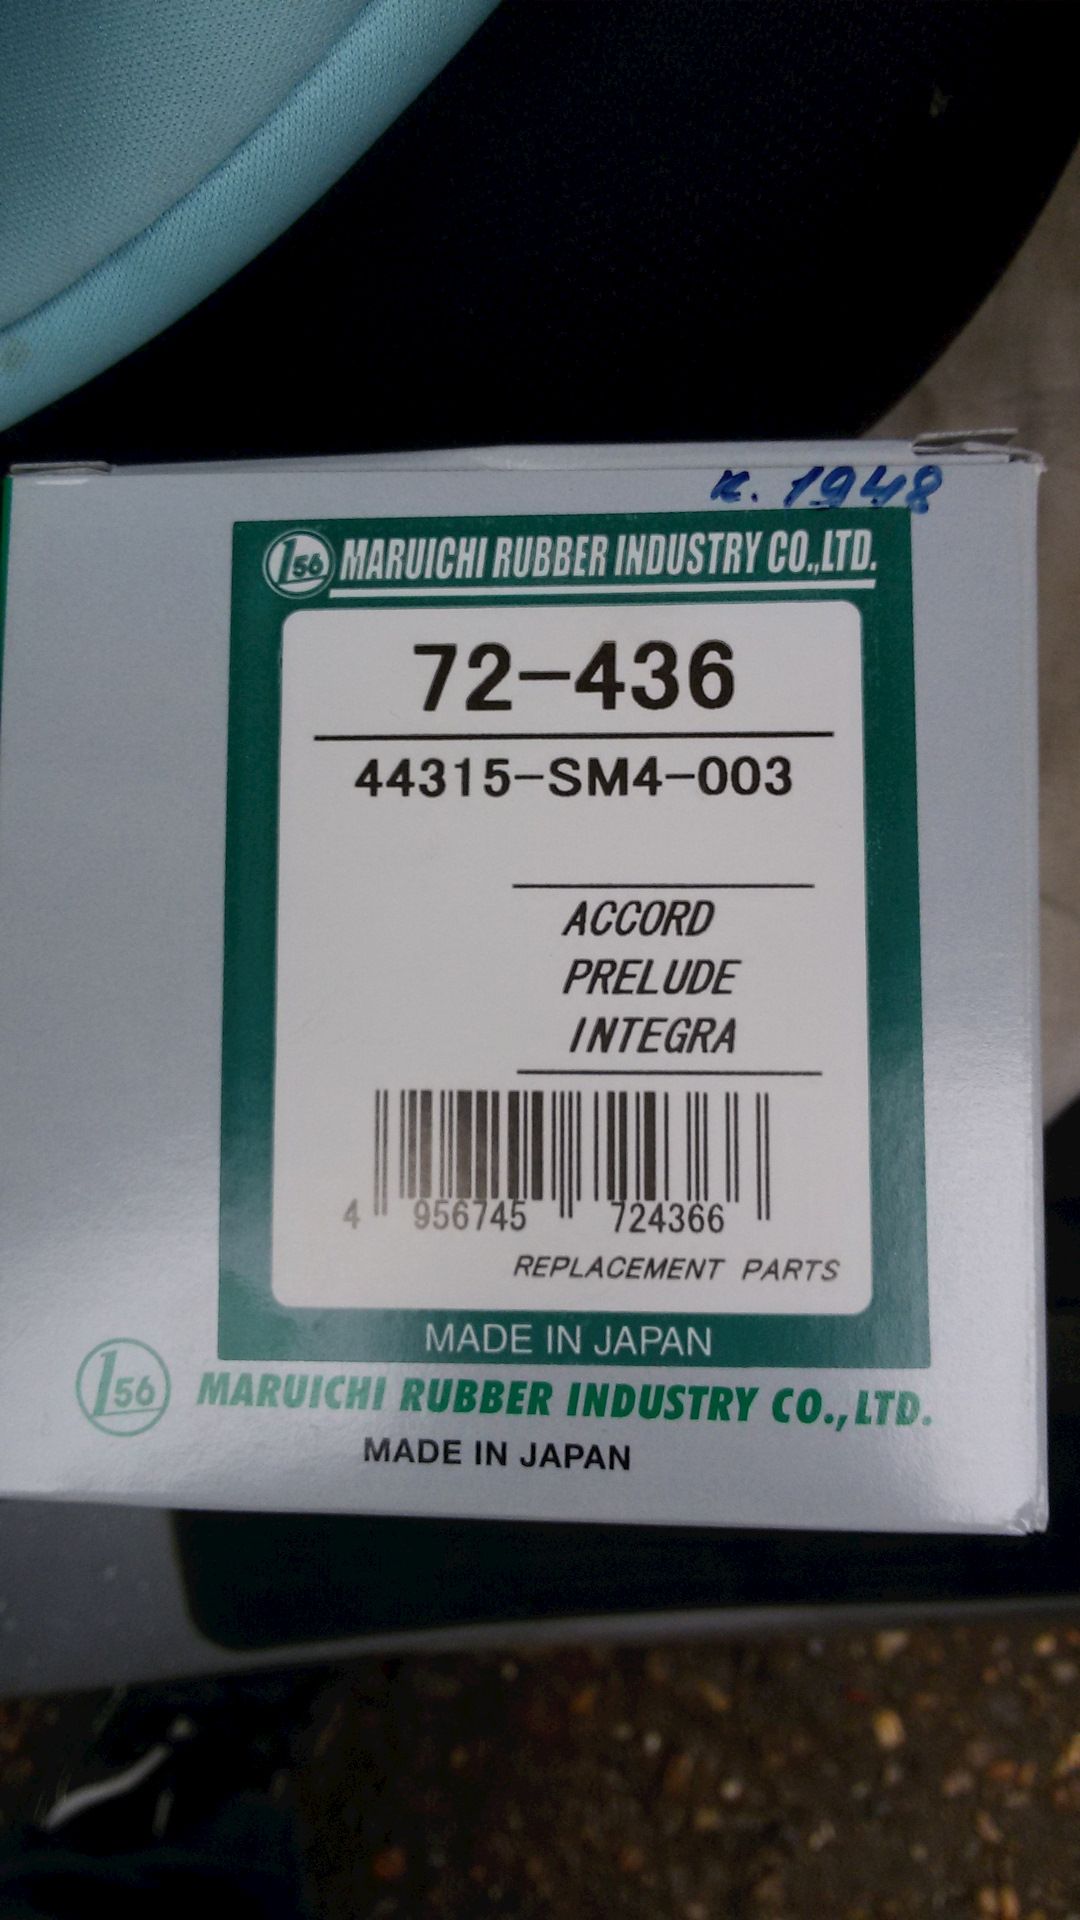 к. 1948
156 MARUICHI RUBBER INDUSTRY CO.,LTD.
72-436
44315-SM4-003
ACCORD
PRELUDE
INTEGRA
4 956745 724366
REPLACEMENT PARTS
MADE IN JAPAN
156 MARUICHI RUBBER INDUSTRY CO.,LTD.
MADE IN JAPAN